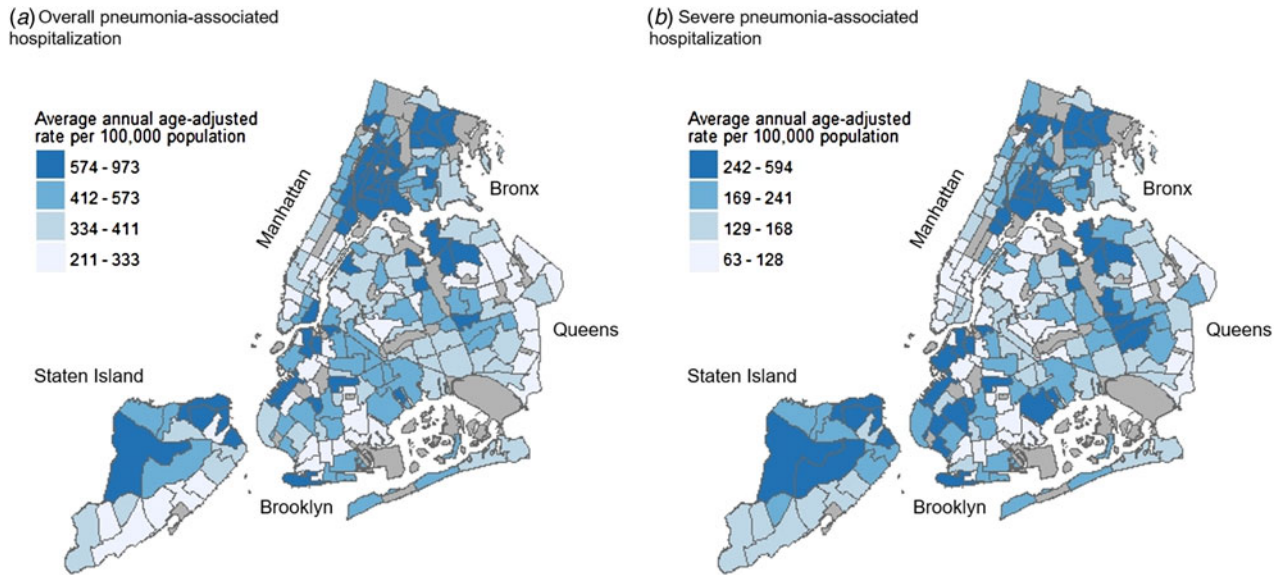 (a) Overall pneumonia-associated
hospitalization
Average annual age-adjusted
rate per 100,000 population
574 - 973
412 - 573
334 - 411
211 - 333
Manhattan
Bronx
Queens
Staten Island
Brooklyn
(b) Severe pneumonia-associated
hospitalization
Average annual age-adjusted
rate per 100,000 population
242 - 594
169 - 241
129 - 168
63 - 128
Manhattan
Bronx
Queens
Staten Island
Brooklyn